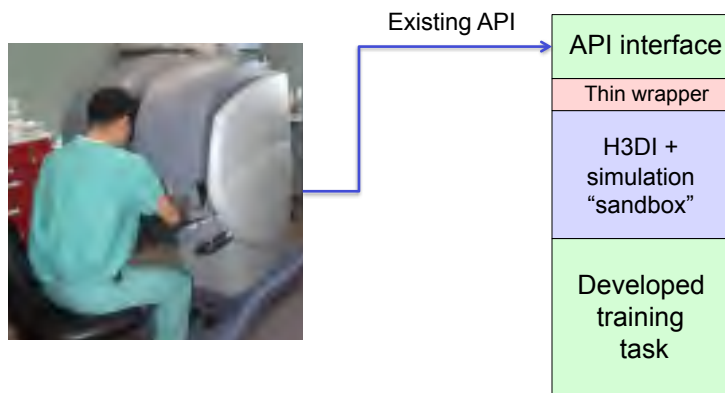 Existing API
API interface
Thin wrapper
H3DI +
simulation
“sandbox”
Developed
training
task